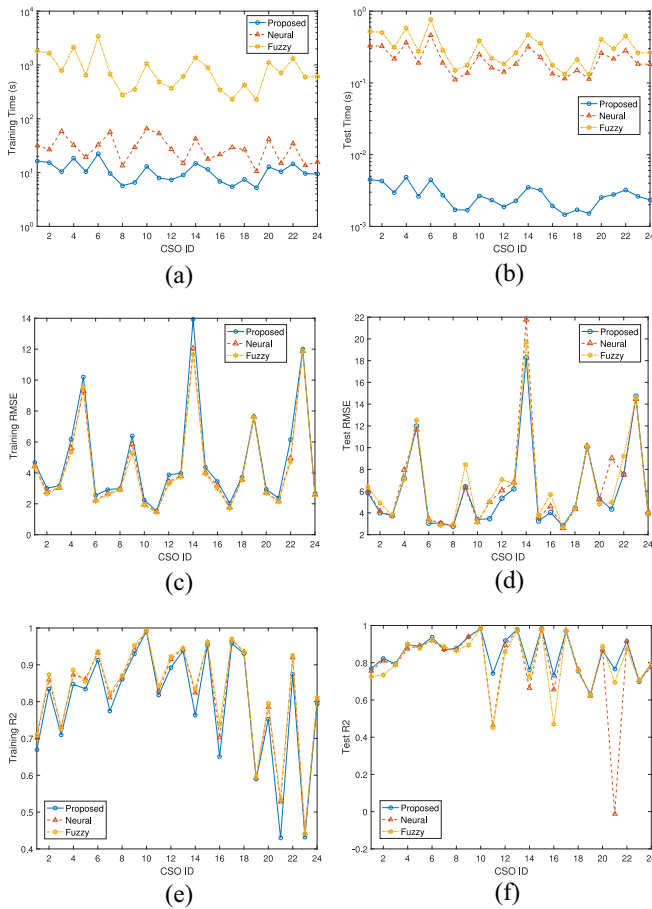 Proposed
Neural
Fuzzy
Training Time (s)
10^4
10^3
10^2
10^1
10^0
2 4 6 8 10 12 14 16 18 20 22 24
CSO ID
(a)
Proposed
Neural
Fuzzy
Test Time (s)
10^0
10^-1
10^-2
10^-3
2 4 6 8 10 12 14 16 18 20 22 24
CSO ID
(b)
Proposed
Neural
Fuzzy
Training RMSE
14
12
10
8
6
4
2
0
2 4 6 8 10 12 14 16 18 20 22 24
CSO ID
(c)
Proposed
Neural
Fuzzy
Test RMSE
22
20
18
16
14
12
10
8
6
4
2
2 4 6 8 10 12 14 16 18 20 22 24
CSO ID
(d)
Training R2
1
0.9
0.8
0.7
0.6
0.5
0.4
Proposed
Neural
Fuzzy
2 4 6 8 10 12 14 16 18 20 22 24
CSO ID
(e)
Test R2
1
0.8
0.6
0.4
0.2
0
-0.2
Proposed
Neural
Fuzzy
2 4 6 8 10 12 14 16 18 20 22 24
CSO ID
(f)